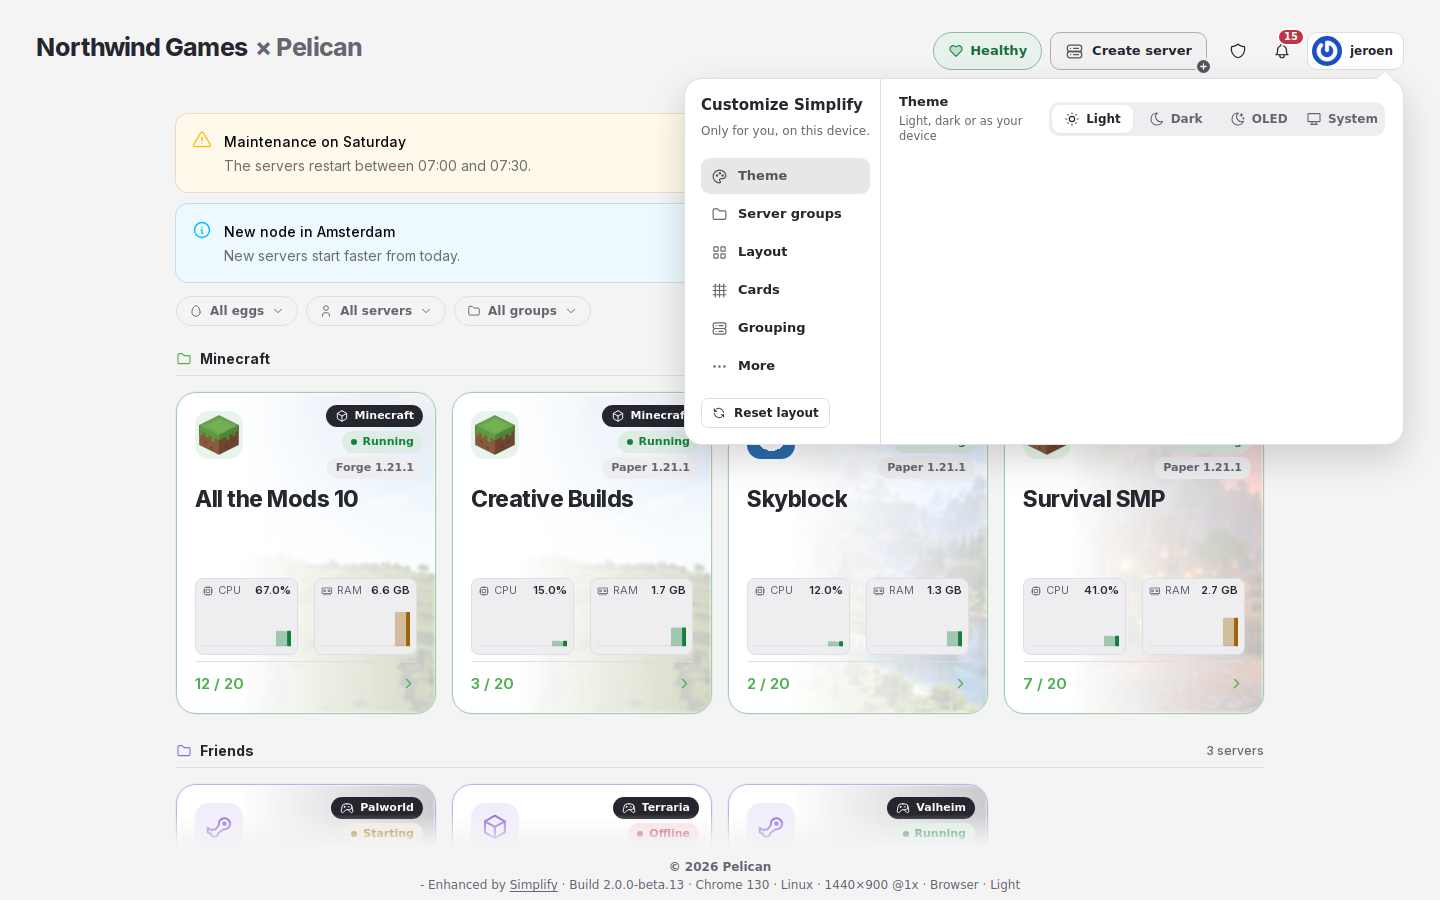 Northwind Games × Pelican
Healthy
Create server
15
jeroen
Customize Simplify
Only for you, on this device.
Theme
Server groups
Layout
Cards
Grouping
More
Reset layout
Theme
Light, dark or as your
device
Light
Dark
OLED
System
Maintenance on Saturday
The servers restart between 07:00 and 07:30.
New node in Amsterdam
New servers start faster from today.
All eggs
All servers
All groups
Minecraft
Minecraft
Running
Forge 1.21.1
All the Mods 10
CPU 67.0%
RAM 6.6 GB
12 / 20
Minecraft
Running
Paper 1.21.1
Creative Builds
CPU 15.0%
RAM 1.7 GB
3 / 20
Paper 1.21.1
Skyblock
CPU 12.0%
RAM 1.3 GB
2 / 20
Paper 1.21.1
Survival SMP
CPU 41.0%
RAM 2.7 GB
7 / 20
Friends
3 servers
Palworld
Starting
Terraria
Offline
Valheim
Running
© 2026 Pelican
- Enhanced by Simplify · Build 2.0.0-beta.13 · Chrome 130 · Linux · 1440×900 @1x · Browser · Light